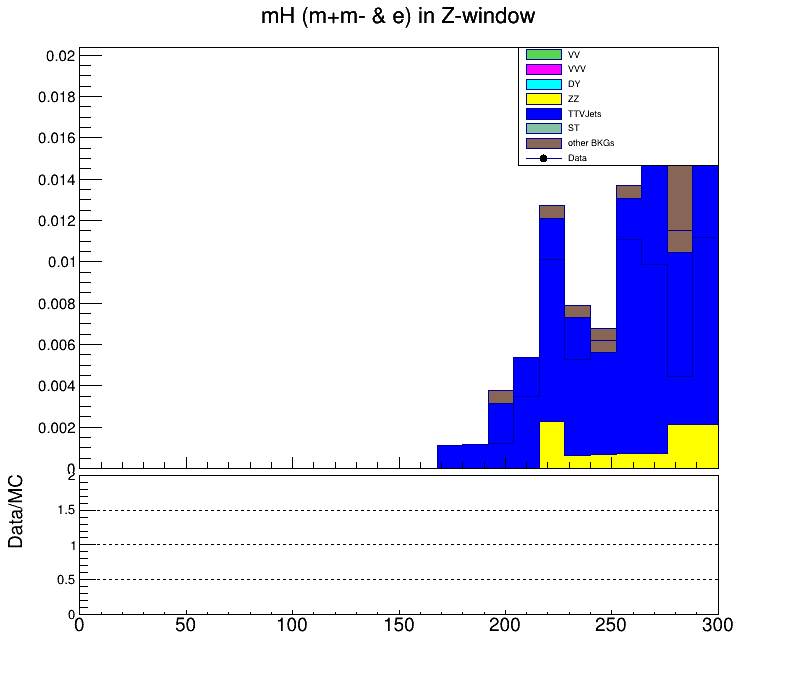 mH (m+m- & e) in Z-window
0.02
0.018
0.016
0.014
0.012
0.01
0.008
0.006
0.004
0.002
0
VV
VVV
DY
ZZ
TTVJets
ST
other BKGs
Data
Data/MC
2
1.5
1
0.5
0
0 50 100 150 200 250 300